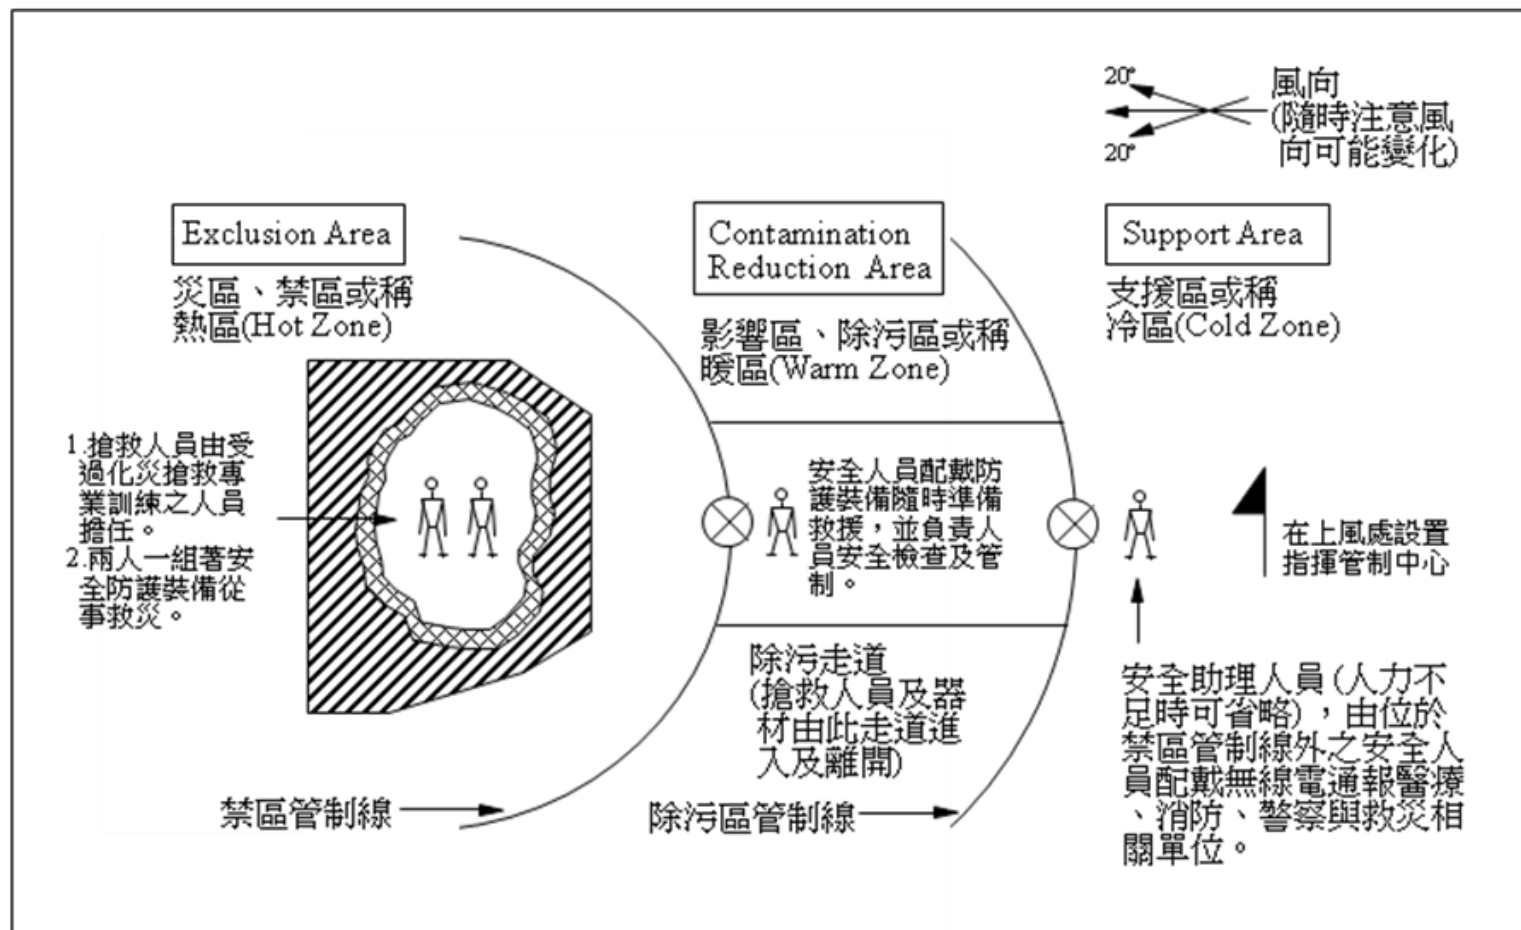 20°
20°
風向
(隨時注意風
向可能變化)
Exclusion Area
災區、禁區或稱
熱區(Hot Zone)
1.搶救人員由受
過化災搶救專
業訓練之人員
擔任。
2.兩人一組著安
全防護裝備從
事救災。
禁區管制線
Contamination
Reduction Area
影響區、除污區或稱
暖區(Warm Zone)
安全人員配戴防
護裝備隨時準備
救援，並負責人
員安全檢查及管
制。
除污走道
(搶救人員及器
材由此走道進
入及離開)
除污區管制線
Support Area
支援區或稱
冷區(Cold Zone)
在上風處設置
指揮管制中心
安全助理人員(人力不
足時可省略)，由位於
禁區管制線外之安全人
員配戴無線電通報醫療
、消防、警察與救災相
關單位。